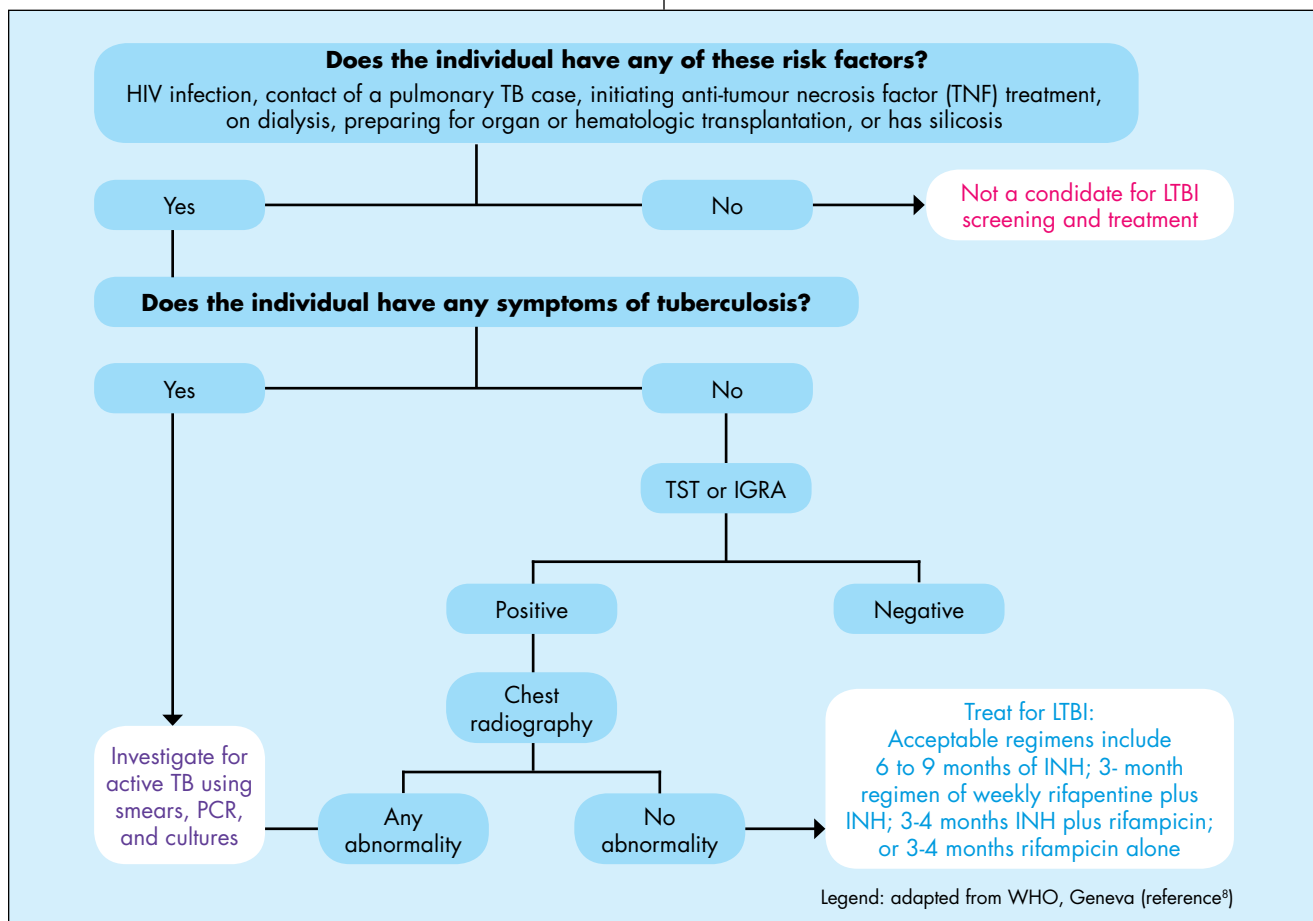 Does the individual have any of these risk factors?
HIV infection, contact of a pulmonary TB case, initiating anti-tumour necrosis factor (TNF) treatment,
on dialysis, preparing for organ or hematologic transplantation, or has silicosis
Yes
No
Not a candidate for LTBI
screening and treatment
Does the individual have any symptoms of tuberculosis?
Yes
No
TST or IGRA
Positive
Negative
Chest
radiography
Investigate for
active TB using
smears, PCR,
and cultures
Any
abnormality
No
abnormality
Treat for LTBI:
Acceptable regimens include
6 to 9 months of INH; 3- month
regimen of weekly rifapentine plus
INH; 3-4 months INH plus rifampicin;
or 3-4 months rifampicin alone
Legend: adapted from WHO, Geneva (reference⁸)